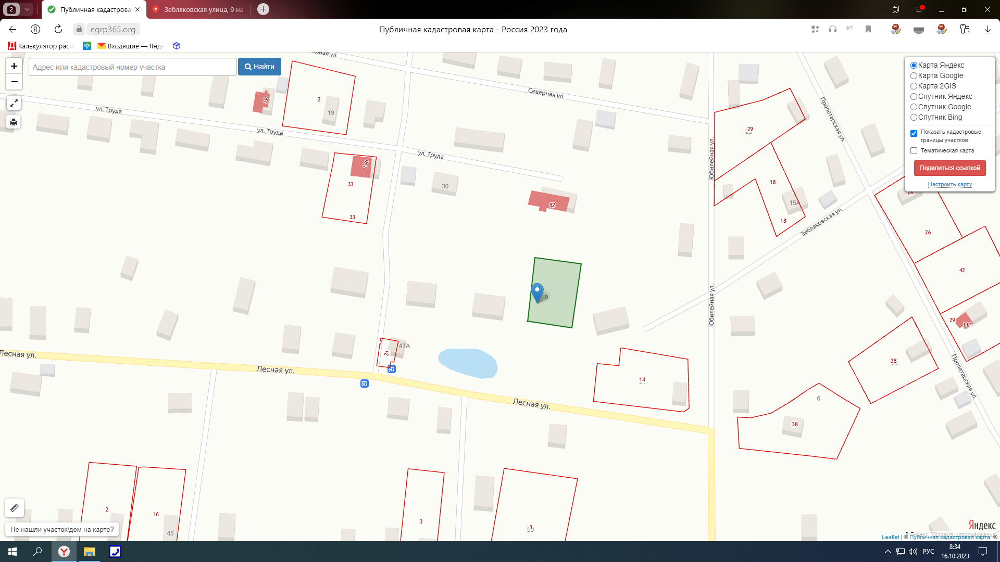 2
Публичная кадастрова
Зебляковская улица, 9 на
egrp365.org
Публичная кадастровая карта - Россия 2023 года
Калькулятор расч
Входящие — Янде
+
−
Адрес или кадастровый номер участка
Найти
Карта Яндекс
Карта Google
Карта 2GIS
Спутник Яндекс
Спутник Google
Спутник Bing
Показать кадастровые
границы участков
Тематическая карта
Поделиться ссылкой
Настроить карту
Северная ул.
ул. Труда
ул. Труда
ул. Труда
19
2
19
146
33
33
30
82
Юбилейная ул.
Пролетарская ул.
29
18
18
15А
Зебляковская ул.
26
42
9
Юбилейная ул.
29
111
47А
31
Лесная ул.
Лесная ул.
Лесная ул.
14
28
Пролетарская ул.
6
38
2
16
45
3
3
Не нашли участок/дом на карте?
Яндекс
Условия использования
Leaflet | © Публичная кадастровая карта, ©
РУС
8:34
16.10.2023